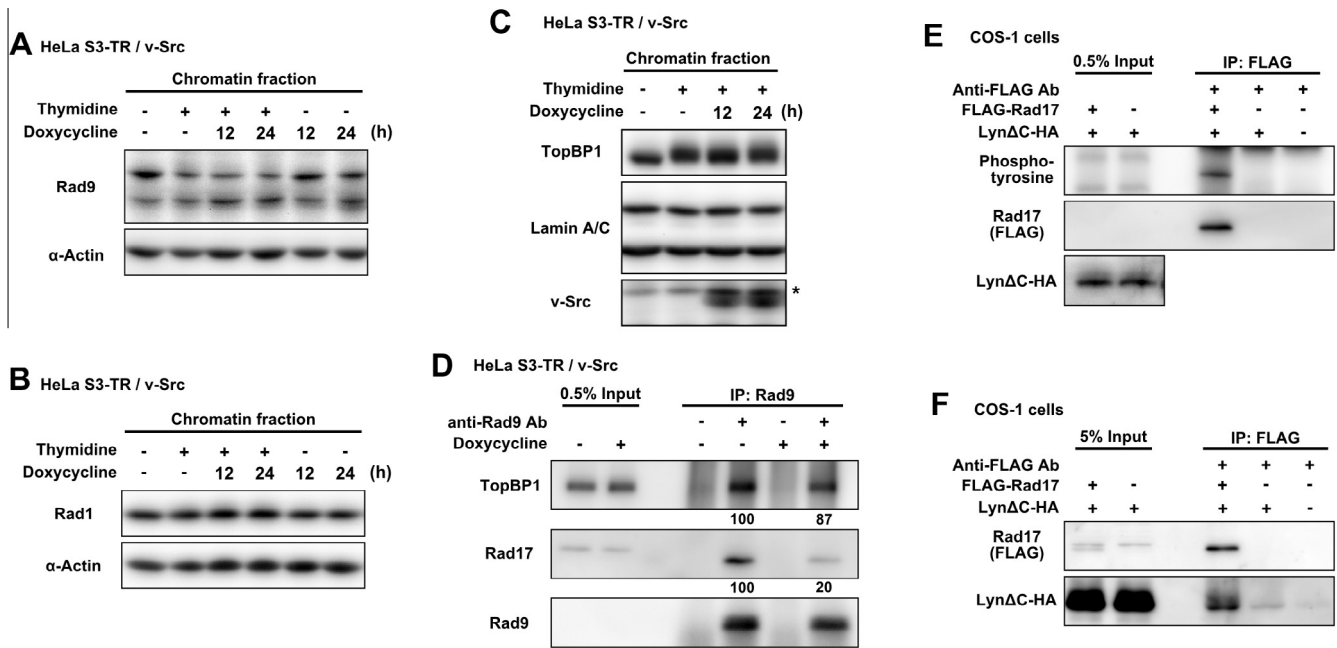 A HeLa S3-TR / v-Src
Chromatin fraction
Thymidine - + + + - -
Doxycycline - - 12 24 12 24 (h)
Rad9
α-Actin
B HeLa S3-TR / v-Src
Chromatin fraction
Thymidine - + + + - -
Doxycycline - - 12 24 12 24 (h)
Rad1
α-Actin
C HeLa S3-TR / v-Src
Chromatin fraction
Thymidine - + + +
Doxycycline - - 12 24 (h)
TopBP1
Lamin A/C
v-Src *
D HeLa S3-TR / v-Src
0.5% Input IP: Rad9
anti-Rad9 Ab - + - +
Doxycycline - + - - + +
TopBP1
100 87
Rad17
100 20
Rad9
E COS-1 cells
0.5% Input IP: FLAG
Anti-FLAG Ab + + +
FLAG-Rad17 + - + - -
LynΔC-HA + + + + -
Phospho-
tyrosine
Rad17
(FLAG)
LynΔC-HA
F COS-1 cells
5% Input IP: FLAG
Anti-FLAG Ab + + +
FLAG-Rad17 + - + - -
LynΔC-HA + + + + -
Rad17
(FLAG)
LynΔC-HA